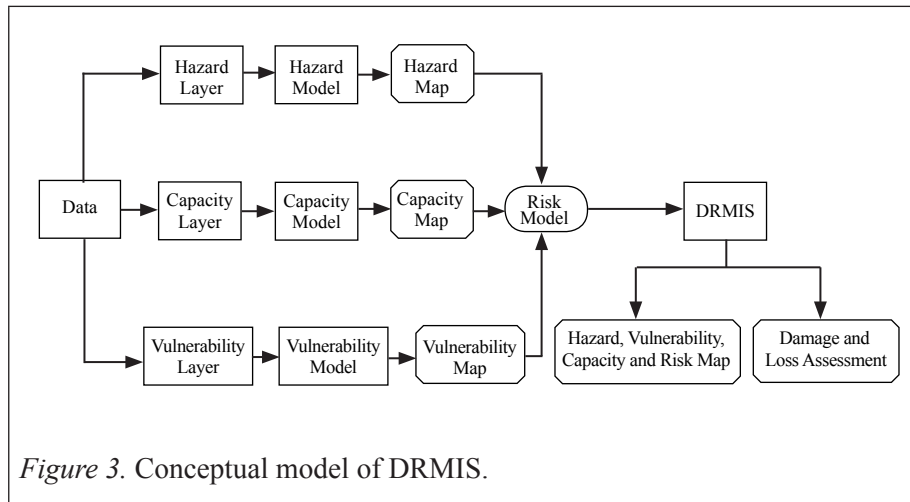 Hazard
Layer
Hazard
Model
Hazard
Map
Data
Capacity
Layer
Capacity
Model
Capacity
Map
Risk
Model
DRMIS
Vulnerability
Layer
Vulnerability
Model
Vulnerability
Map
Hazard, Vulnerability,
Capacity and Risk Map
Damage and
Loss Assessment
Figure 3. Conceptual model of DRMIS.